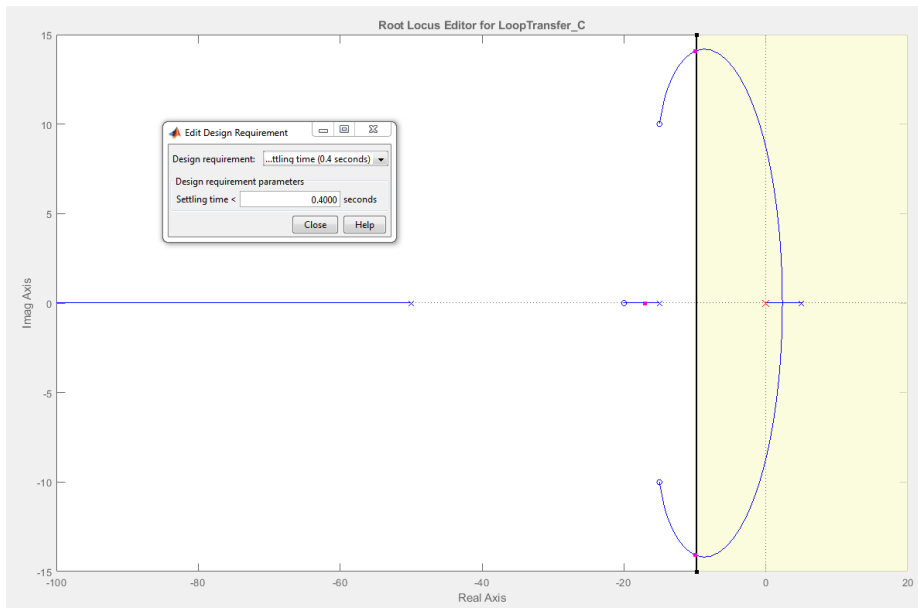 Root Locus Editor for LoopTransfer_C
15
10
5
0
-5
-10
-15
Imag Axis
Edit Design Requirement
Design requirement: ...ttling time (0.4 seconds)
Design requirement parameters
Settling time < 0.4000 seconds
Close Help
-100 -80 -60 -40 -20 0 20
Real Axis